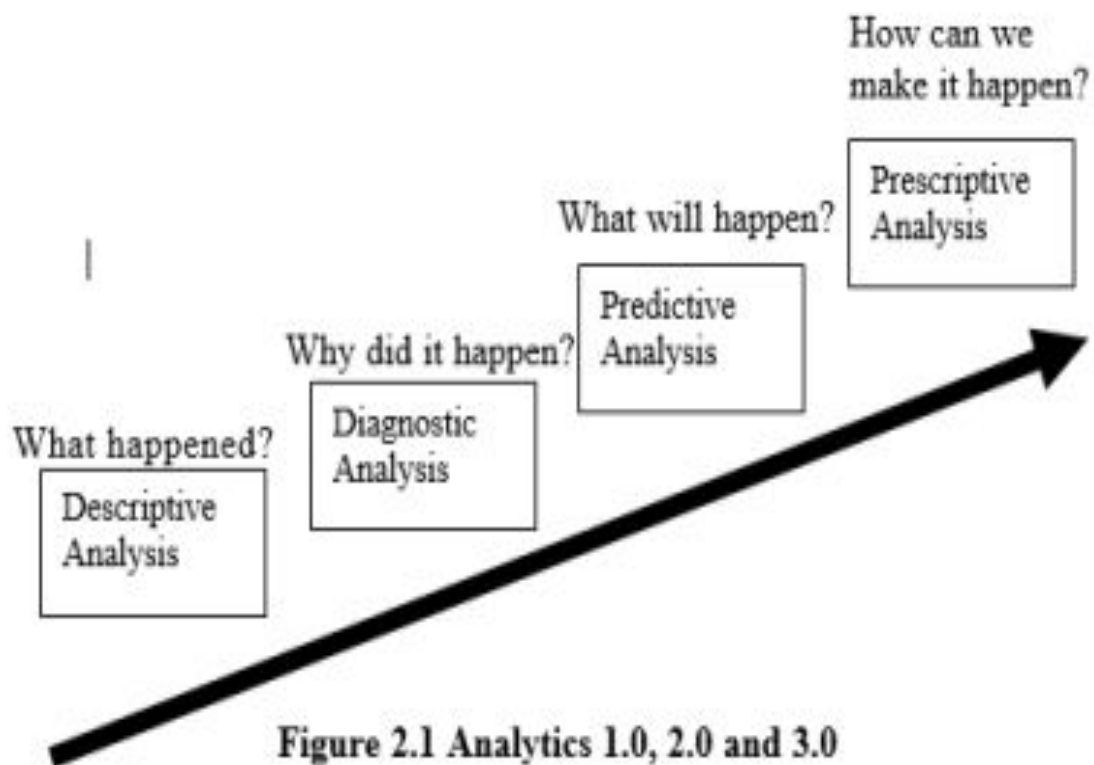 How can we
make it happen?
Prescriptive
Analysis
What will happen?
Predictive
Analysis
Why did it happen?
Diagnostic
Analysis
What happened?
Descriptive
Analysis
Figure 2.1 Analytics 1.0, 2.0 and 3.0